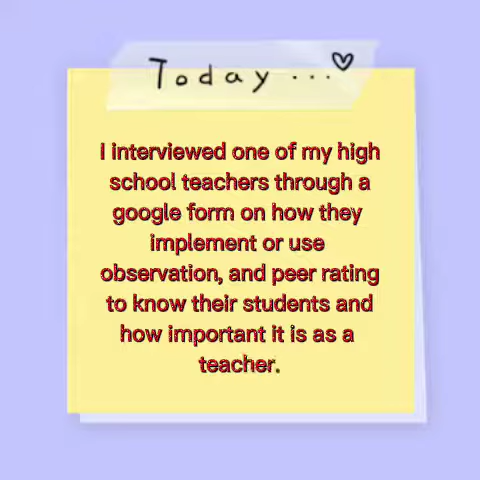 Today...
I interviewed one of my high
school teachers through a
google form on how they
implement or use
observation, and peer rating
to know their students and
how important it is as a
teacher.